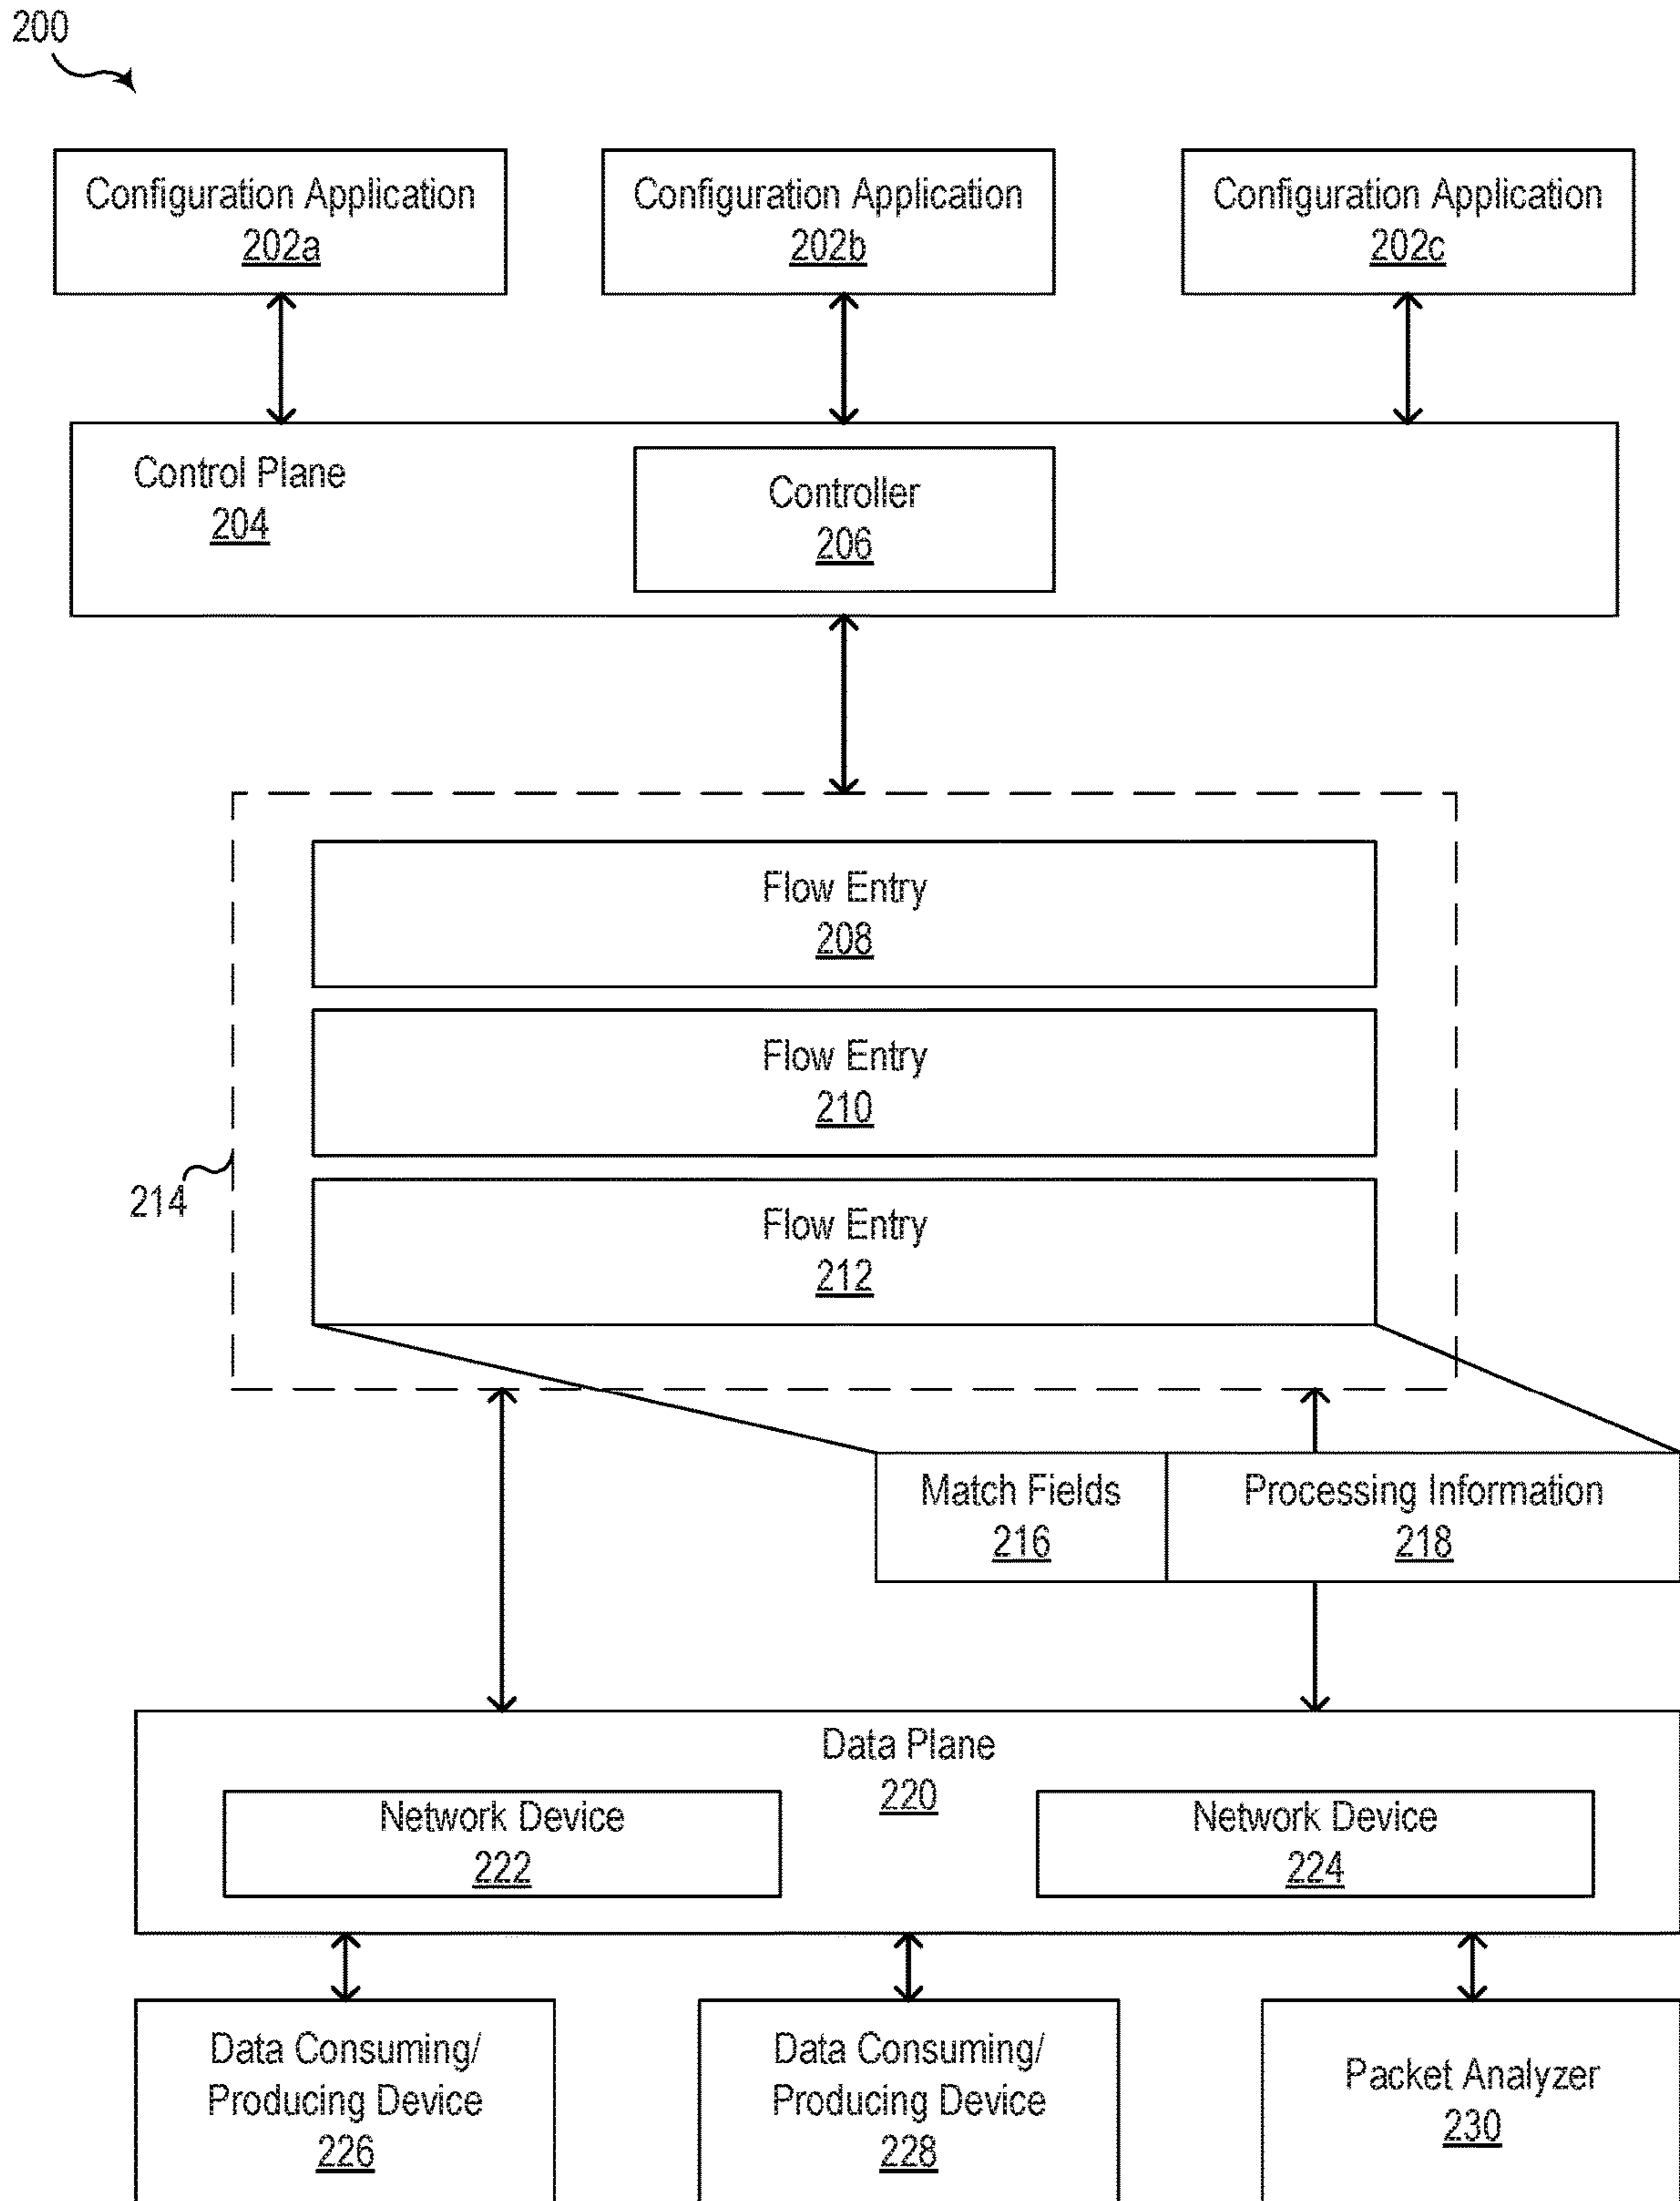 200
Configuration Application
202a
Configuration Application
202b
Configuration Application
202c
Control Plane
204
Controller
206
Flow Entry
208
Flow Entry
210
Flow Entry
212
214
Match Fields
216
Processing Information
218
Data Plane
220
Network Device
222
Network Device
224
Data Consuming/
Producing Device
226
Data Consuming/
Producing Device
228
Packet Analyzer
230